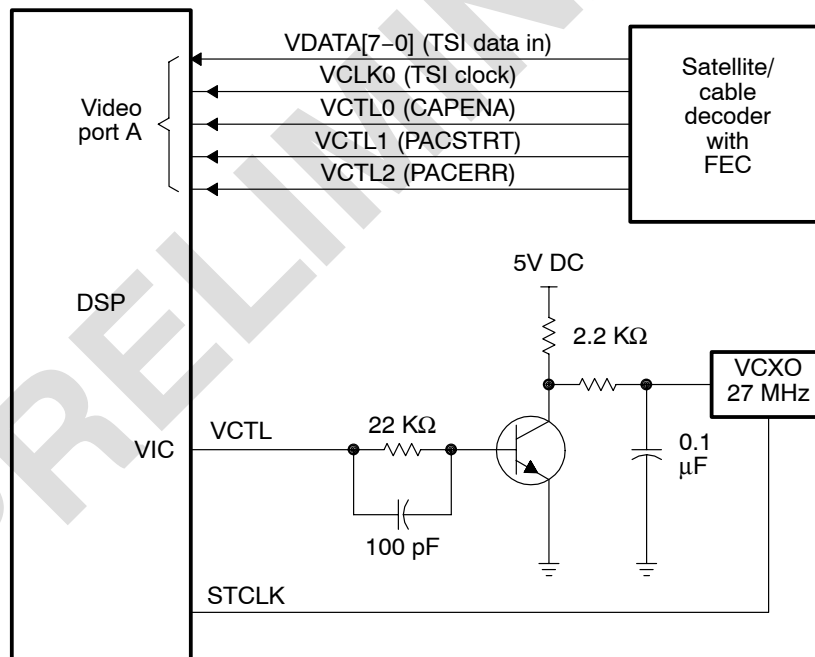 VDATA[7−0] (TSI data in)
VCLK0 (TSI clock)
VCTL0 (CAPENA)
VCTL1 (PACSTRT)
VCTL2 (PACERR)
Video
port A
Satellite/
cable
decoder
with
FEC
DSP
5V DC
2.2 KΩ
VCXO
27 MHz
VIC
VCTL
22 KΩ
100 pF
0.1
μF
STCLK
PRELIMIN